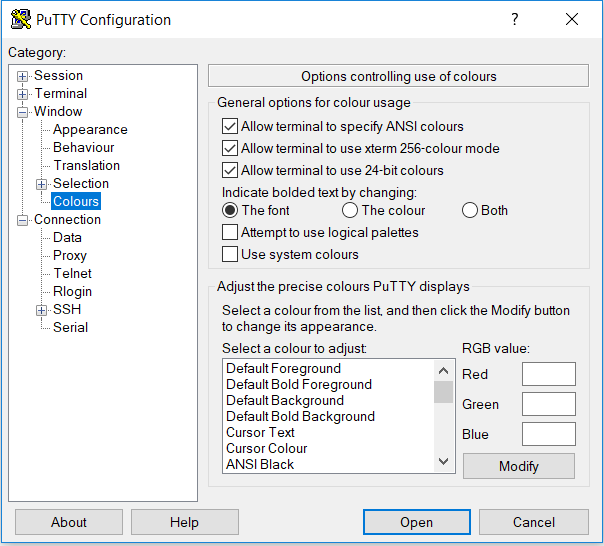 PuTTY Configuration
?
Category:
Session
Terminal
Window
Appearance
Behaviour
Translation
Selection
Colours
Connection
Data
Proxy
Telnet
Rlogin
SSH
Serial
Options controlling use of colours
General options for colour usage
Allow terminal to specify ANSI colours
Allow terminal to use xterm 256-colour mode
Allow terminal to use 24-bit colours
Indicate bolded text by changing:
The font The colour Both
Attempt to use logical palettes
Use system colours
Adjust the precise colours PuTTY displays
Select a colour from the list, and then click the Modify button
to change its appearance.
Select a colour to adjust:
Default Foreground
Default Bold Foreground
Default Background
Default Bold Background
Cursor Text
Cursor Colour
ANSI Black
RGB value:
Red
Green
Blue
Modify
About Help Open Cancel